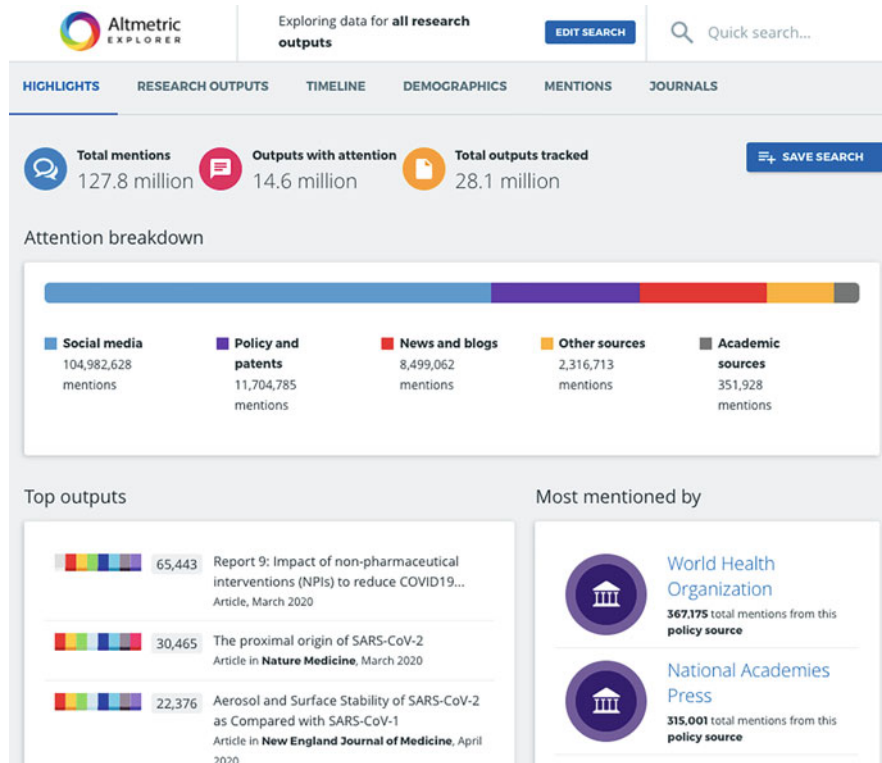 Altmetric
EXPLORER
Exploring data for all research
outputs
EDIT SEARCH
Quick search...
HIGHLIGHTS
RESEARCH OUTPUTS
TIMELINE
DEMOGRAPHICS
MENTIONS
JOURNALS
Total mentions
127.8 million
Outputs with attention
14.6 million
Total outputs tracked
28.1 million
SAVE SEARCH
Attention breakdown
Social media
104,982,628
mentions
Policy and
patents
11,704,785
mentions
News and blogs
8,499,062
mentions
Other sources
2,316,713
mentions
Academic
sources
351,928
mentions
Top outputs
65,443
Report 9: Impact of non-pharmaceutical
interventions (NPIs) to reduce COVID19...
Article, March 2020
30,465
The proximal origin of SARS-CoV-2
Article in Nature Medicine, March 2020
22,376
Aerosol and Surface Stability of SARS-CoV-2
as Compared with SARS-CoV-1
Article in New England Journal of Medicine, April
2020
Most mentioned by
World Health
Organization
367,175 total mentions from this
policy source
National Academies
Press
315,001 total mentions from this
policy source